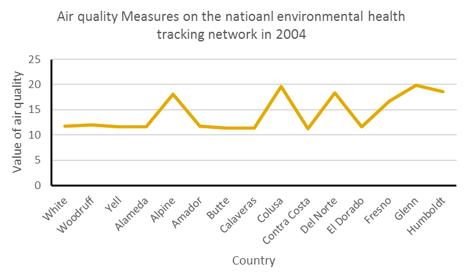 Air quality Measures on the natioanl environmental health
tracking network in 2004
Value of air quality
25
20
15
10
5
0
White
Woodruff
Yell
Alameda
Alpine
Amador
Butte
Calaveras
Colusa
Contra Costa
Del Norte
El Dorado
Fresno
Glenn
Humboldt
Country